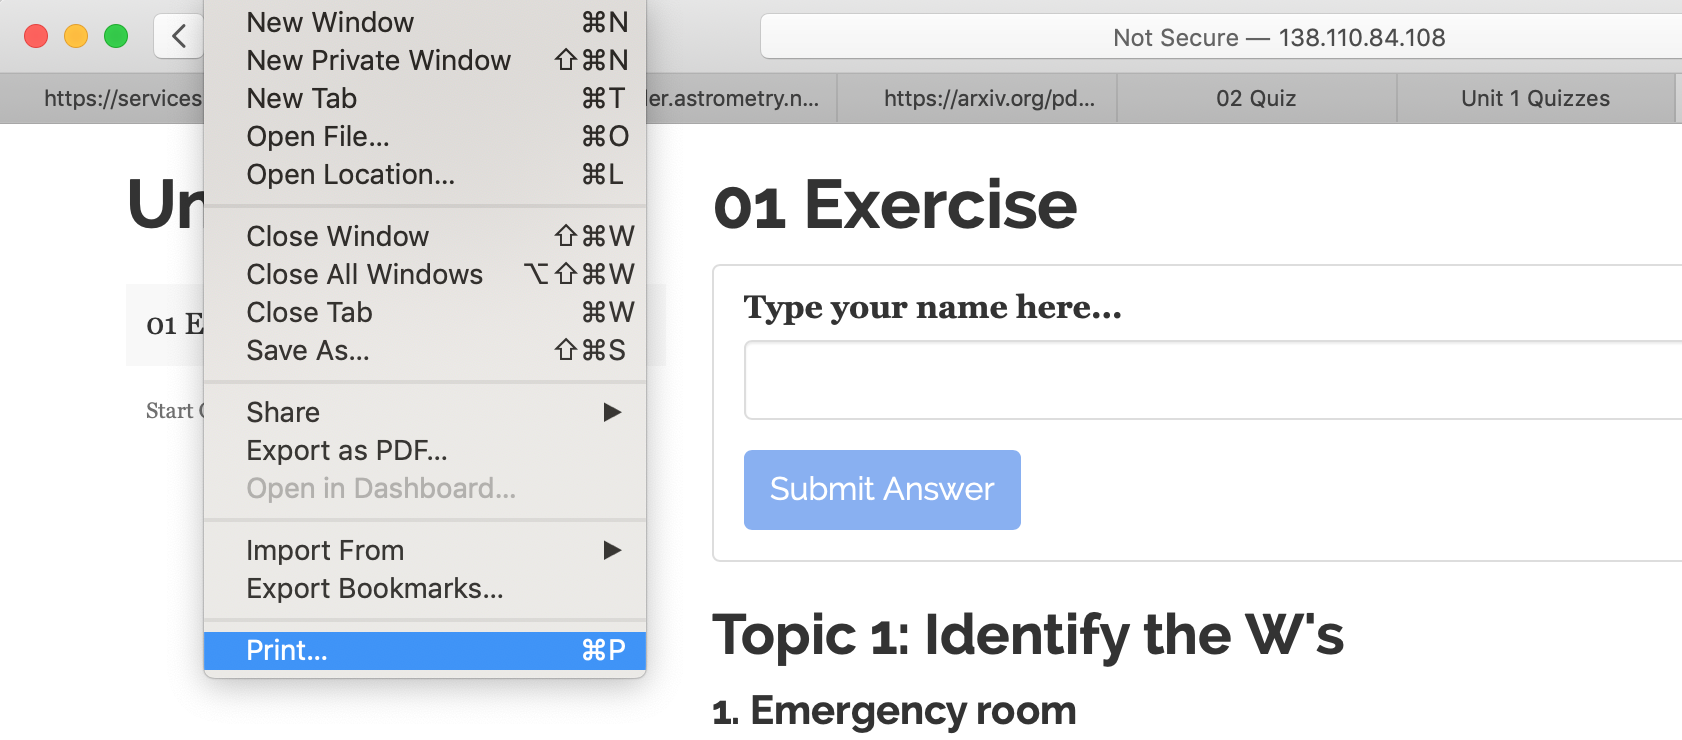 Not Secure — 138.110.84.108
https://services
ler.astrometry.n...
https://arxiv.org/pd...
02 Quiz
Unit 1 Quizzes
New Window ⌘N
New Private Window ⇧⌘N
New Tab ⌘T
Open File... ⌘O
Open Location... ⌘L
Close Window ⇧⌘W
Close All Windows ⌥⇧⌘W
Close Tab ⌘W
Save As... ⇧⌘S
Share ▶
Export as PDF...
Open in Dashboard...
Import From ▶
Export Bookmarks...
Print... ⌘P
Un
01 E
Start
01 Exercise
Type your name here...
Submit Answer
Topic 1: Identify the W's
1. Emergency room